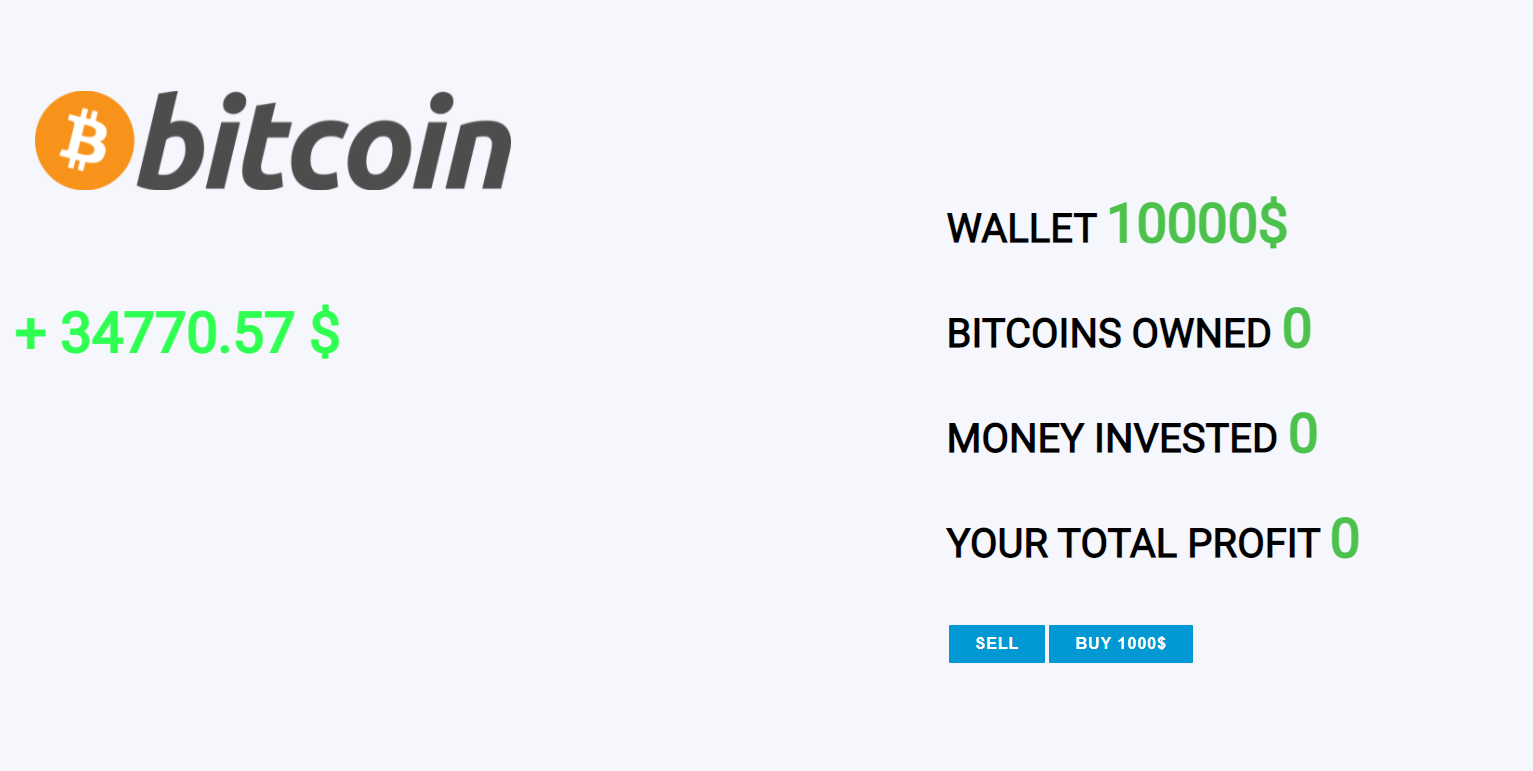 bitcoin
+ 34770.57 $
WALLET 10000$
BITCOINS OWNED 0
MONEY INVESTED 0
YOUR TOTAL PROFIT 0
SELL BUY 1000$